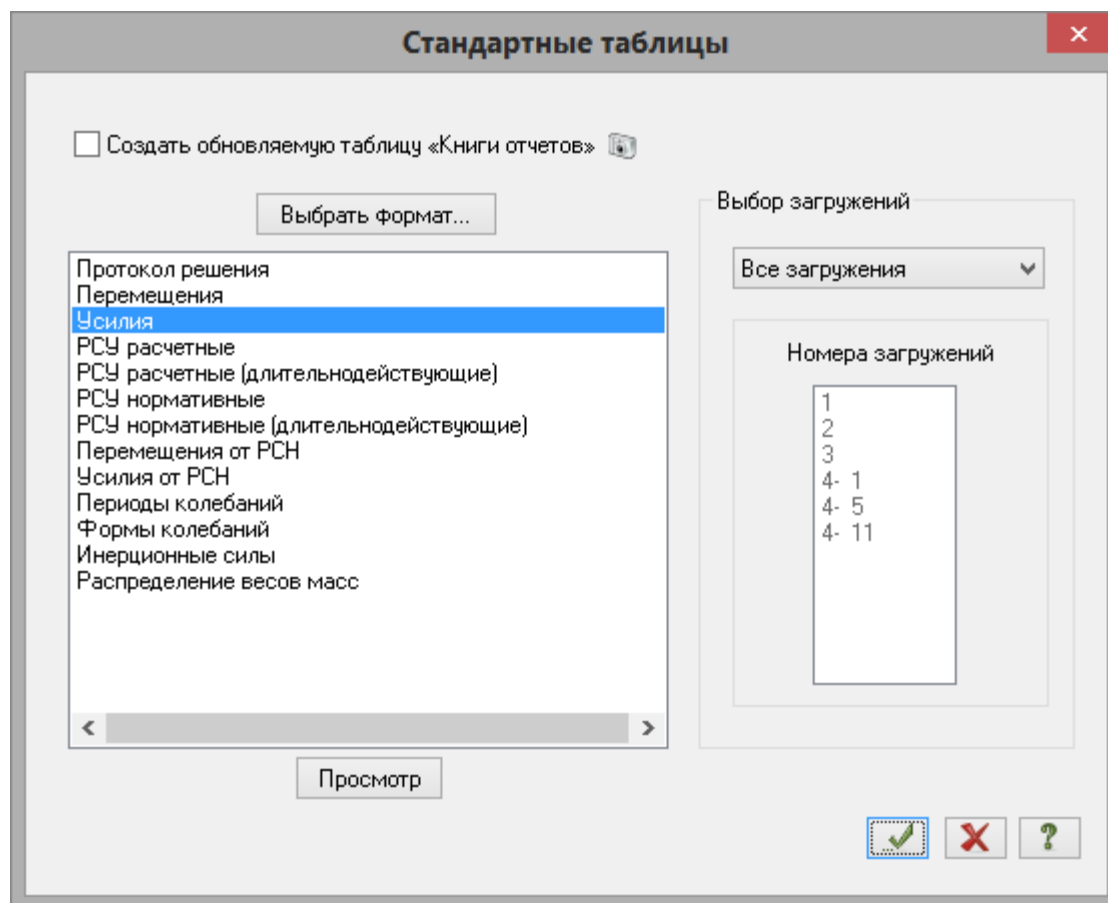 Стандартные таблицы
Создать обновляемую таблицу «Книги отчетов»
Выбрать формат...
Протокол решения
Перемещения
Усилия
РСУ расчетные
РСУ расчетные (длительнодействующие)
РСУ нормативные
РСУ нормативные (длительнодействующие)
Перемещения от РСН
Усилия от РСН
Периоды колебаний
Формы колебаний
Инерционные силы
Распределение весов масс
Просмотр
Выбор загружений
Все загружения
Номера загружений
1
2
3
4- 1
4- 5
4- 11